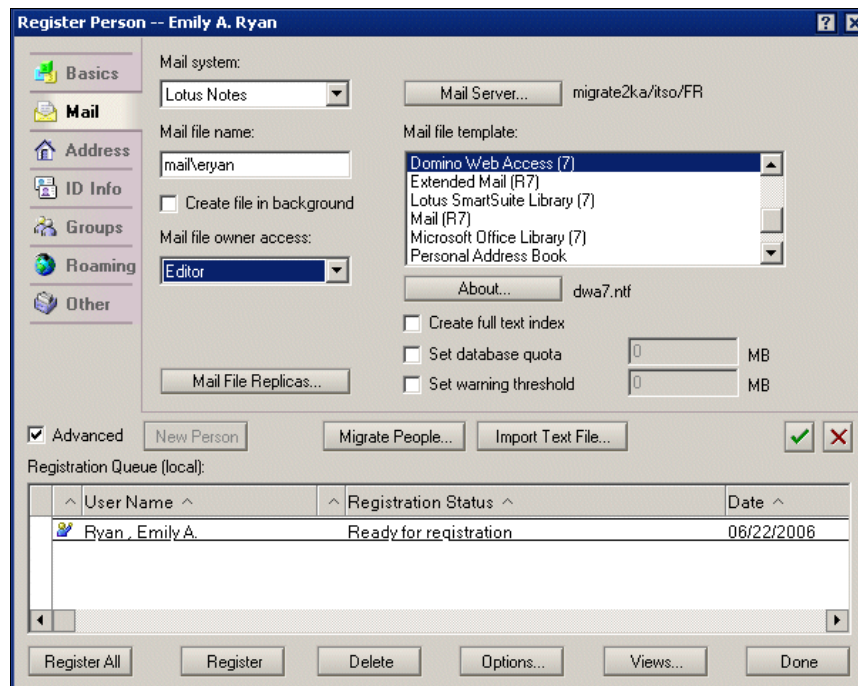 Register Person -- Emily A. Ryan
Basics
Mail
Address
ID Info
Groups
Roaming
Other
Mail system:
Lotus Notes
Mail Server...
migrate2ka/itso/FR
Mail file name:
mail\eryan
Create file in background
Mail file owner access:
Editor
Mail File Replicas...
Mail file template:
Domino Web Access (7)
Extended Mail (R7)
Lotus SmartSuite Library (7)
Mail (R7)
Microsoft Office Library (7)
Personal Address Book
About...
dwa7.ntf
Create full text index
Set database quota
0
MB
Set warning threshold
0
MB
Advanced
New Person
Migrate People...
Import Text File...
Registration Queue (local):
User Name
Registration Status
Date
Ryan , Emily A.
Ready for registration
06/22/2006
Register All
Register
Delete
Options...
Views...
Done